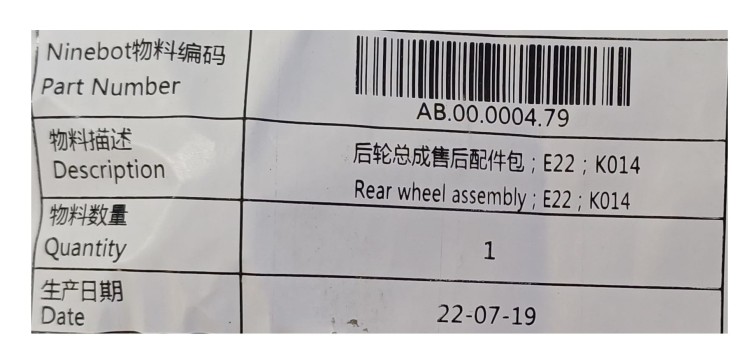 Ninebot物料编码
Part Number
AB.00.0004.79
物料描述
Description
后轮总成售后配件包；E22；K014
Rear wheel assembly；E22；K014
物料数量
Quantity
1
生产日期
Date
22-07-19